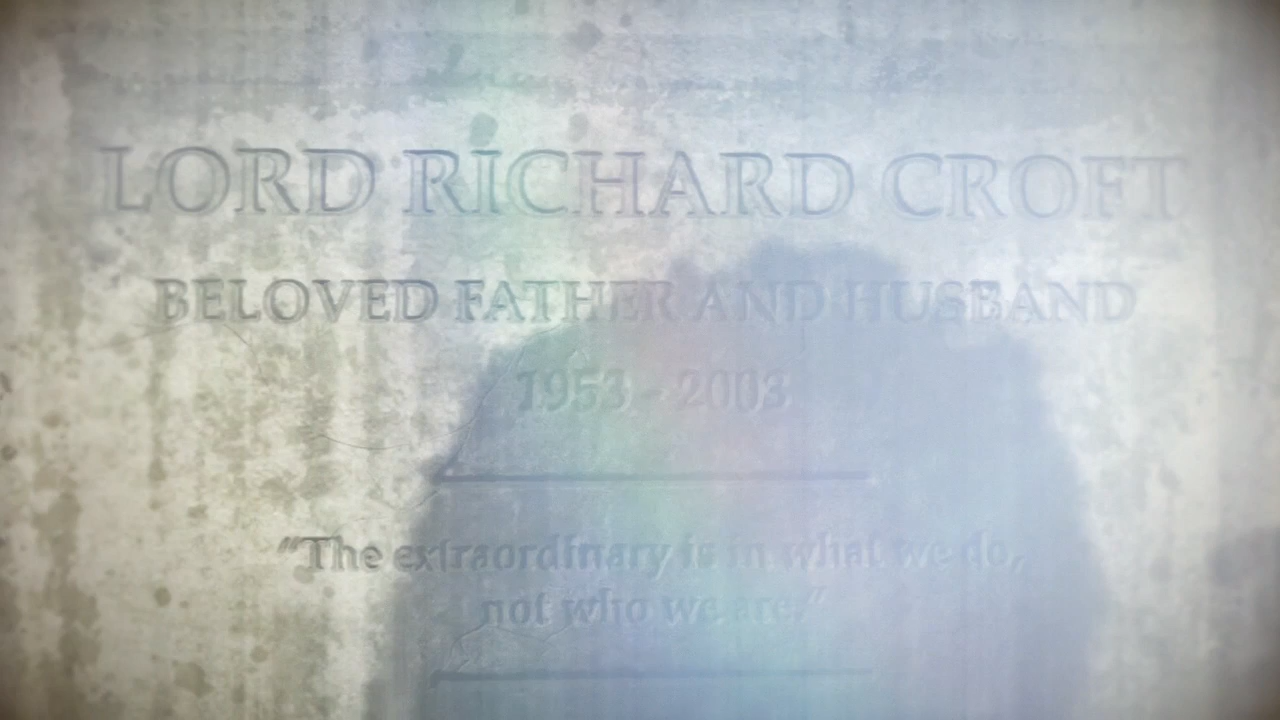 LORD RICHARD CROFT
BELOVED FATHER AND HUSBAND
1953 - 2003
"The extraordinary is in what we do,
not who we are."